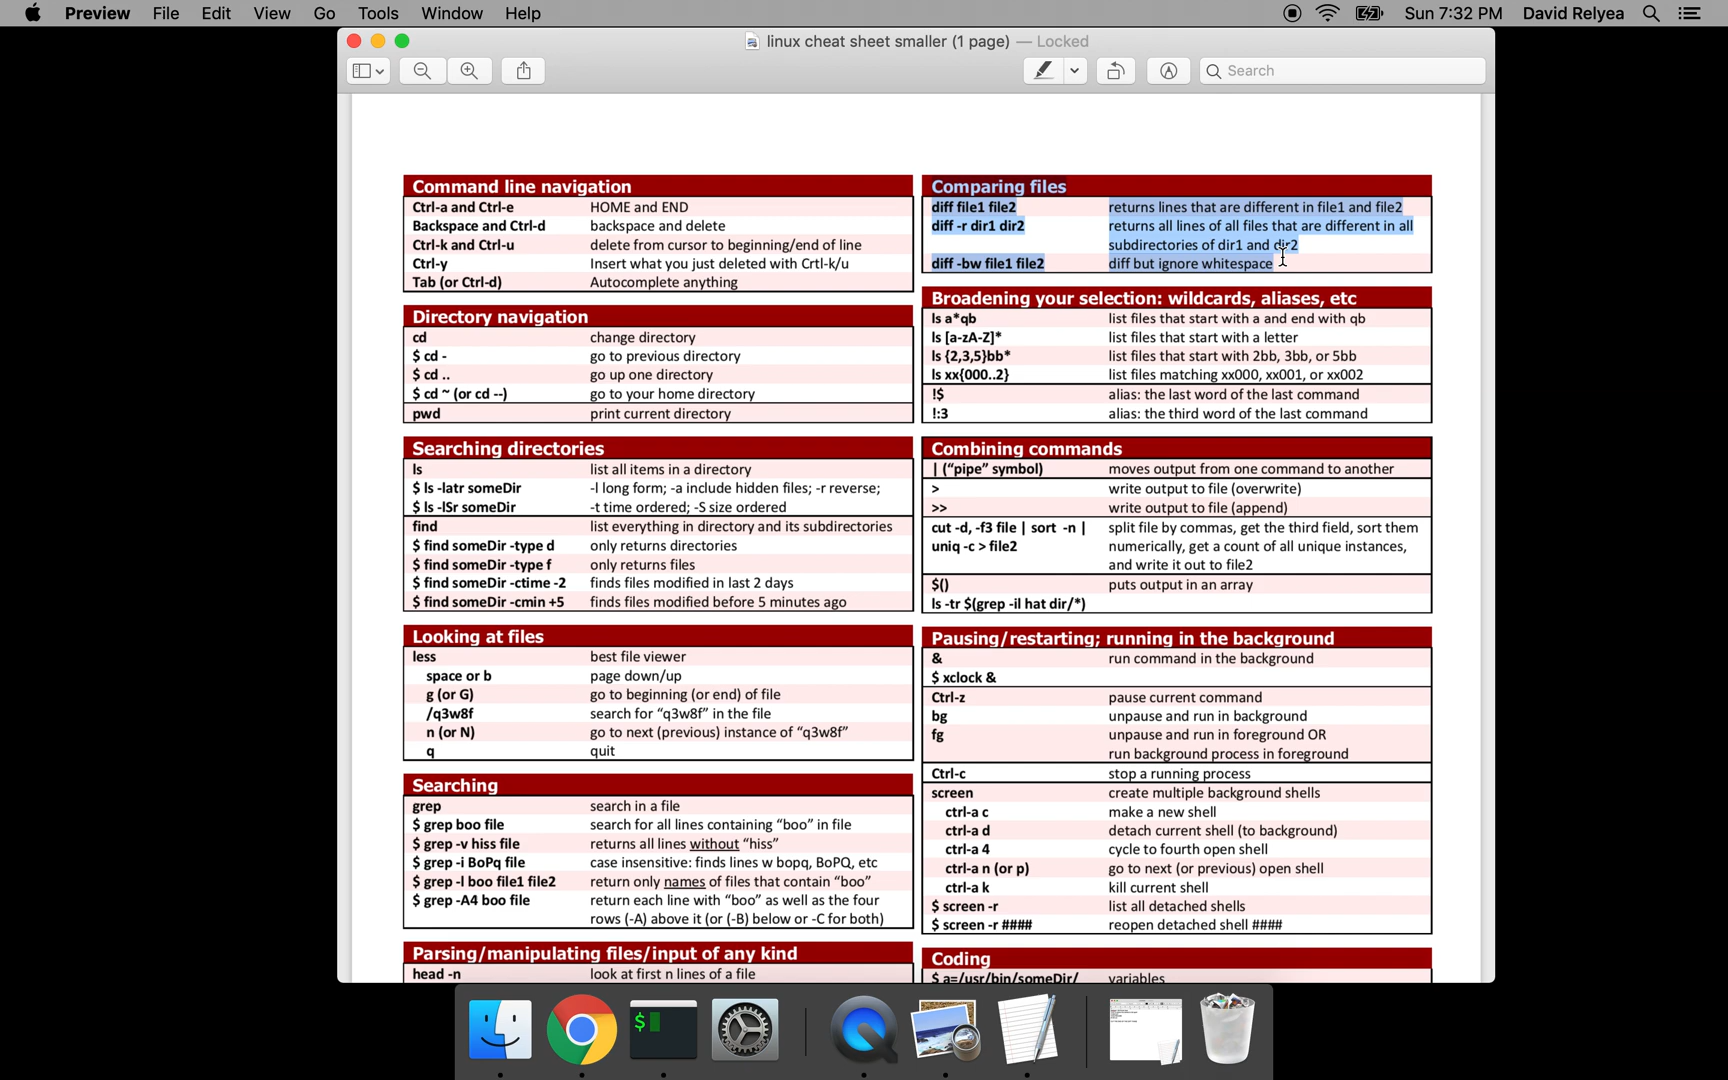 Preview File Edit View Go Tools Window Help
Sun 7:32 PM David Relyea
linux cheat sheet smaller (1 page) — Locked
Search
Command line navigation
Ctrl-a and Ctrl-e HOME and END
Backspace and Ctrl-d backspace and delete
Ctrl-k and Ctrl-u delete from cursor to beginning/end of line
Ctrl-y Insert what you just deleted with Crtl-k/u
Tab (or Ctrl-d) Autocomplete anything
Directory navigation
cd change directory
$ cd - go to previous directory
$ cd .. go up one directory
$ cd ~ (or cd --) go to your home directory
pwd print current directory
Searching directories
ls list all items in a directory
$ ls -latr someDir -l long form; -a include hidden files; -r reverse;
$ ls -lSr someDir -t time ordered; -S size ordered
find list everything in directory and its subdirectories
$ find someDir -type d only returns directories
$ find someDir -type f only returns files
$ find someDir -ctime -2 finds files modified in last 2 days
$ find someDir -cmin +5 finds files modified before 5 minutes ago
Looking at files
less best file viewer
space or b page down/up
g (or G) go to beginning (or end) of file
/q3w8f search for “q3w8f” in the file
n (or N) go to next (previous) instance of “q3w8f”
q quit
Searching
grep search in a file
$ grep boo file search for all lines containing “boo” in file
$ grep -v hiss file returns all lines without “hiss”
$ grep -i BoPq file case insensitive: finds lines w bopq, BoPQ, etc
$ grep -l boo file1 file2 return only names of files that contain “boo”
$ grep -A4 boo file return each line with “boo” as well as the four
rows (-A) above it (or (-B) below or -C for both)
Parsing/manipulating files/input of any kind
head -n look at first n lines of a file
Comparing files
diff file1 file2 returns lines that are different in file1 and file2
diff -r dir1 dir2 returns all lines of all files that are different in all
subdirectories of dir1 and dir2
diff -bw file1 file2 diff but ignore whitespace
Broadening your selection: wildcards, aliases, etc
ls a*qb list files that start with a and end with qb
ls [a-zA-Z]* list files that start with a letter
ls {2,3,5}bb* list files that start with 2bb, 3bb, or 5bb
ls xx{000..2} list files matching xx000, xx001, or xx002
!$ alias: the last word of the last command
!:3 alias: the third word of the last command
Combining commands
| (“pipe” symbol) moves output from one command to another
> write output to file (overwrite)
>> write output to file (append)
cut -d, -f3 file | sort -n | split file by commas, get the third field, sort them
uniq -c > file2 numerically, get a count of all unique instances,
and write it out to file2
$() puts output in an array
ls -tr $(grep -il hat dir/*)
Pausing/restarting; running in the background
& run command in the background
$ xclock &
Ctrl-z pause current command
bg unpause and run in background
fg unpause and run in foreground OR
run background process in foreground
Ctrl-c stop a running process
screen create multiple background shells
ctrl-a c make a new shell
ctrl-a d detach current shell (to background)
ctrl-a 4 cycle to fourth open shell
ctrl-a n (or p) go to next (or previous) open shell
ctrl-a k kill current shell
$ screen -r list all detached shells
$ screen -r #### reopen detached shell ####
Coding
$ a=/usr/bin/someDir/ variables
$